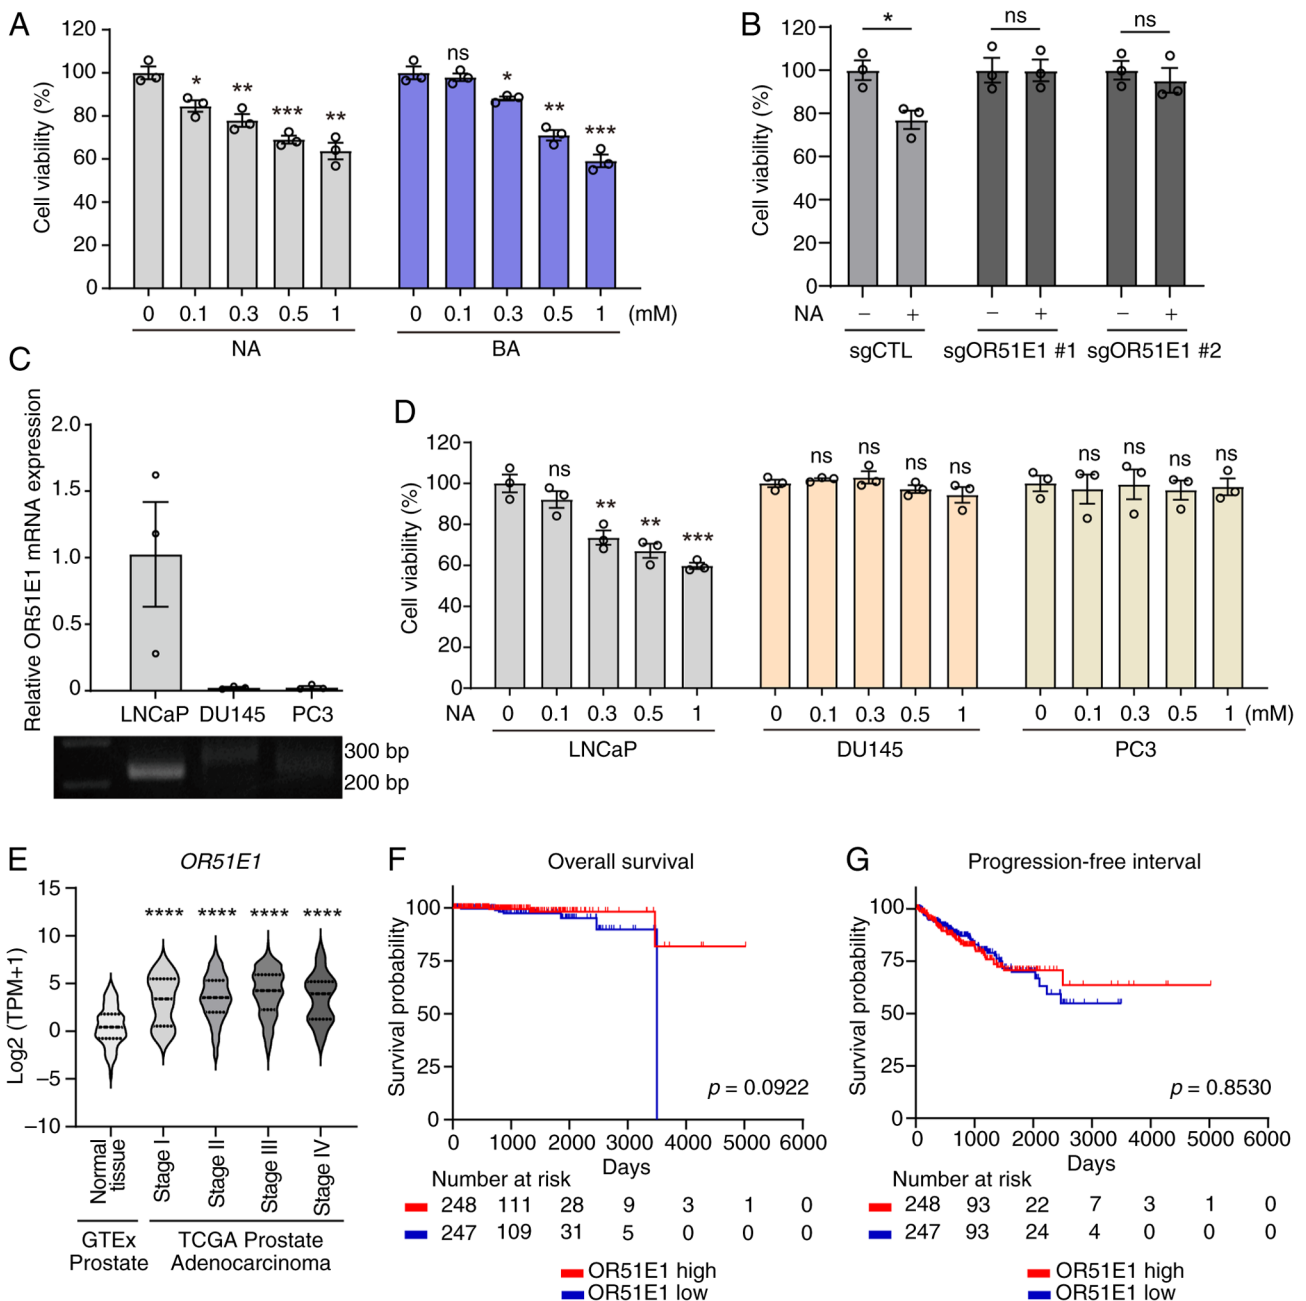 A
Cell viability (%)
120
100
80
60
40
20
0
* ** *** **
ns * ** ***
0 0.1 0.3 0.5 1 0 0.1 0.3 0.5 1 (mM)
NA BA
B
Cell viability (%)
120
100
80
60
40
20
0
* ns ns
NA − + − + − +
sgCTL sgOR51E1 #1 sgOR51E1 #2
C
Relative OR51E1 mRNA expression
2.0
1.5
1.0
0.5
0
LNCaP DU145 PC3
300 bp
200 bp
D
Cell viability (%)
120
100
80
60
40
20
0
ns ** ** ***
ns ns ns ns
ns ns ns ns
NA 0 0.1 0.3 0.5 1 0 0.1 0.3 0.5 1 0 0.1 0.3 0.5 1 (mM)
LNCaP DU145 PC3
E
OR51E1
Log2 (TPM+1)
15
10
5
0
−5
−10
**** **** **** ****
Normal tissue
Stage I
Stage II
Stage III
Stage IV
GTEx Prostate
TCGA Prostate Adenocarcinoma
F
Overall survival
Survival probability
100
75
50
25
0
p = 0.0922
0 1000 2000 3000 4000 5000 6000
Days
Number at risk
248 111 28 9 3 1 0
247 109 31 5 0 0 0
OR51E1 high
OR51E1 low
G
Progression-free interval
Survival probability
100
75
50
25
0
p = 0.8530
0 1000 2000 3000 4000 5000 6000
Days
Number at risk
248 93 22 7 3 1 0
247 93 24 4 0 0 0
OR51E1 high
OR51E1 low